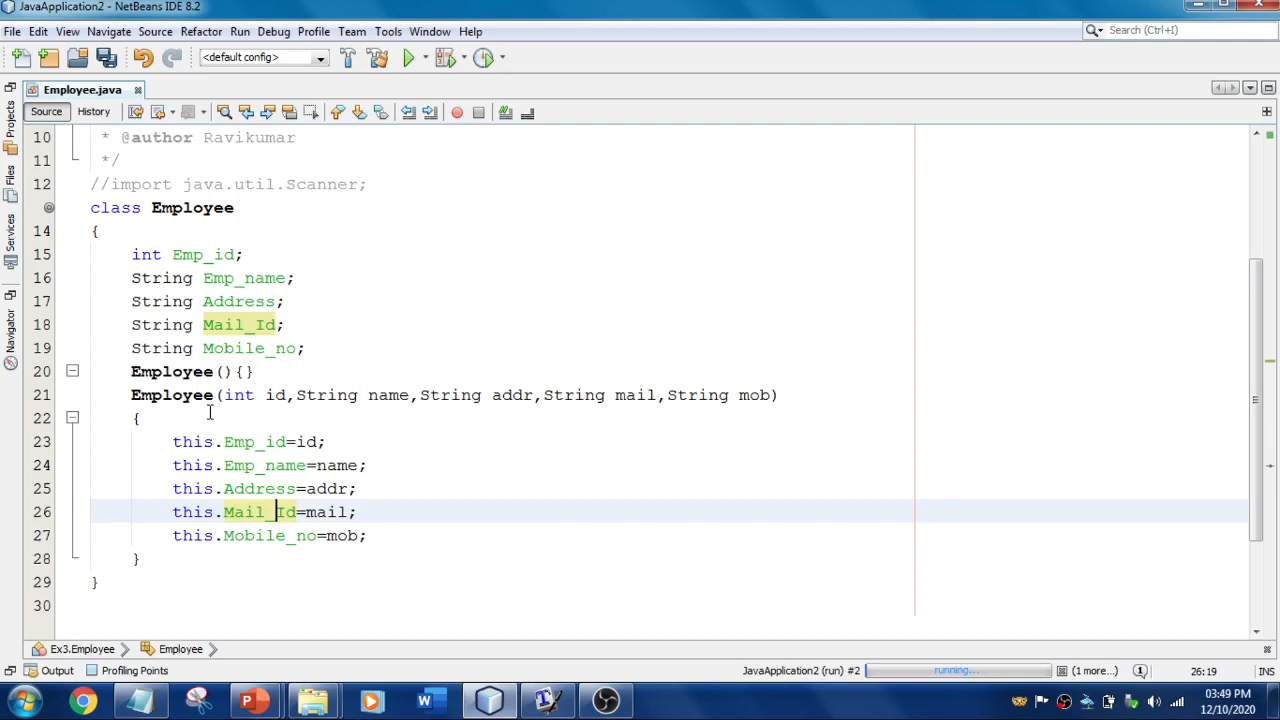 JavaApplication2 - NetBeans IDE 8.2
File Edit View Navigate Source Refactor Run Debug Profile Team Tools Window Help
Search (Ctrl+I)
<default config>
Employee.java
Source History
Projects
Files
Services
Navigator
10 * @author Ravikumar
11 */
12 //import java.util.Scanner;
class Employee
14 {
15 int Emp_id;
16 String Emp_name;
17 String Address;
18 String Mail_Id;
19 String Mobile_no;
20 Employee(){}
21 Employee(int id,String name,String addr,String mail,String mob)
22 {
23 this.Emp_id=id;
24 this.Emp_name=name;
25 this.Address=addr;
26 this.Mail_Id=mail;
27 this.Mobile_no=mob;
28 }
29 }
30
Ex3.Employee Employee
Output Profiling Points JavaApplication2 (run) #2 running... (1 more...) 1 26:19 INS
03:49 PM
12/10/2020